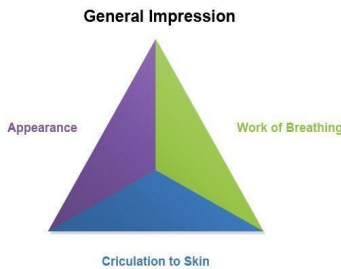 General Impression
Appearance
Work of Breathing
Criculation to Skin